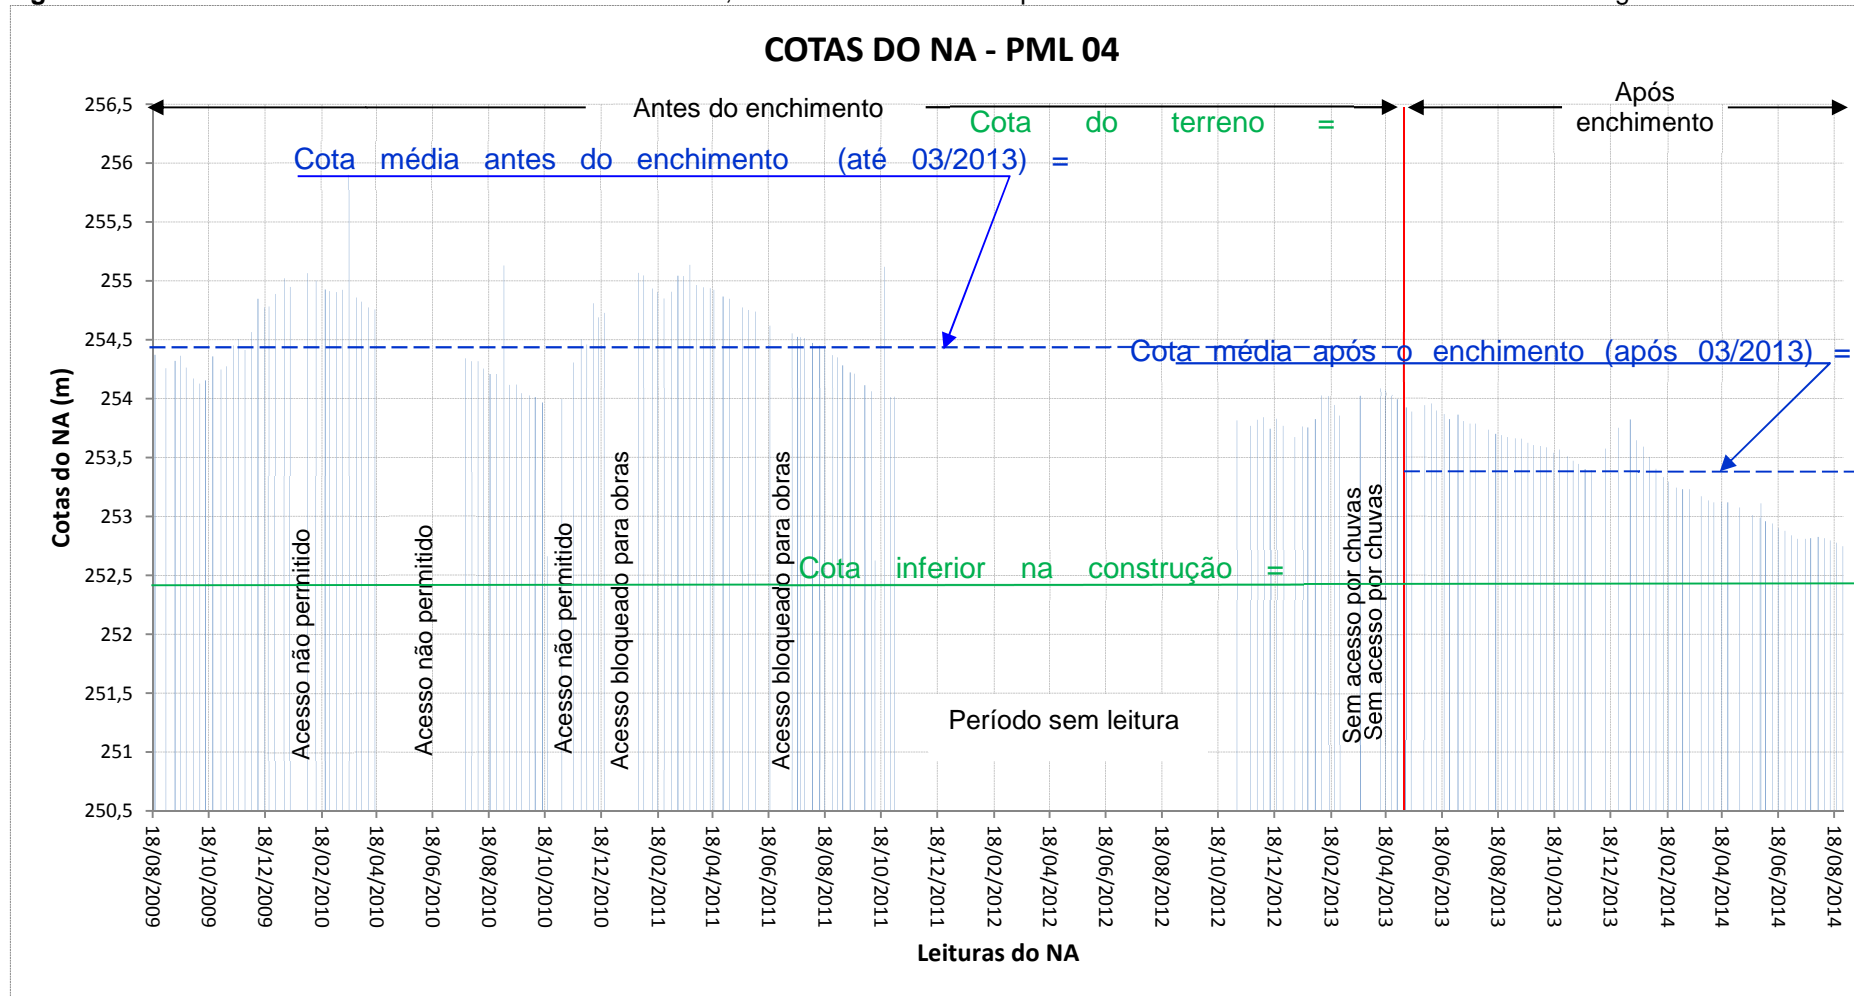 COTAS DO NA - PML 04
Antes do enchimento
Após
enchimento
Cota do terreno =
Cota média antes do enchimento (até 03/2013) =
Cota média após o enchimento (após 03/2013) =
Cota inferior na construção =
Cotas do NA (m)
256,5
256
255,5
255
254,5
254
253,5
253
252,5
252
251,5
251
250,5
Acesso não permitido
Acesso não permitido
Acesso não permitido
Acesso bloqueado para obras
Acesso bloqueado para obras
Período sem leitura
Sem acesso por chuvas
Sem acesso por chuvas
18/08/2009
18/10/2009
18/12/2009
18/02/2010
18/04/2010
18/06/2010
18/08/2010
18/10/2010
18/12/2010
18/02/2011
18/04/2011
18/06/2011
18/08/2011
18/10/2011
18/12/2011
18/02/2012
18/04/2012
18/06/2012
18/08/2012
18/10/2012
18/12/2012
18/02/2013
18/04/2013
18/06/2013
18/08/2013
18/10/2013
18/12/2013
18/02/2014
18/04/2014
18/06/2014
18/08/2014
Leituras do NA